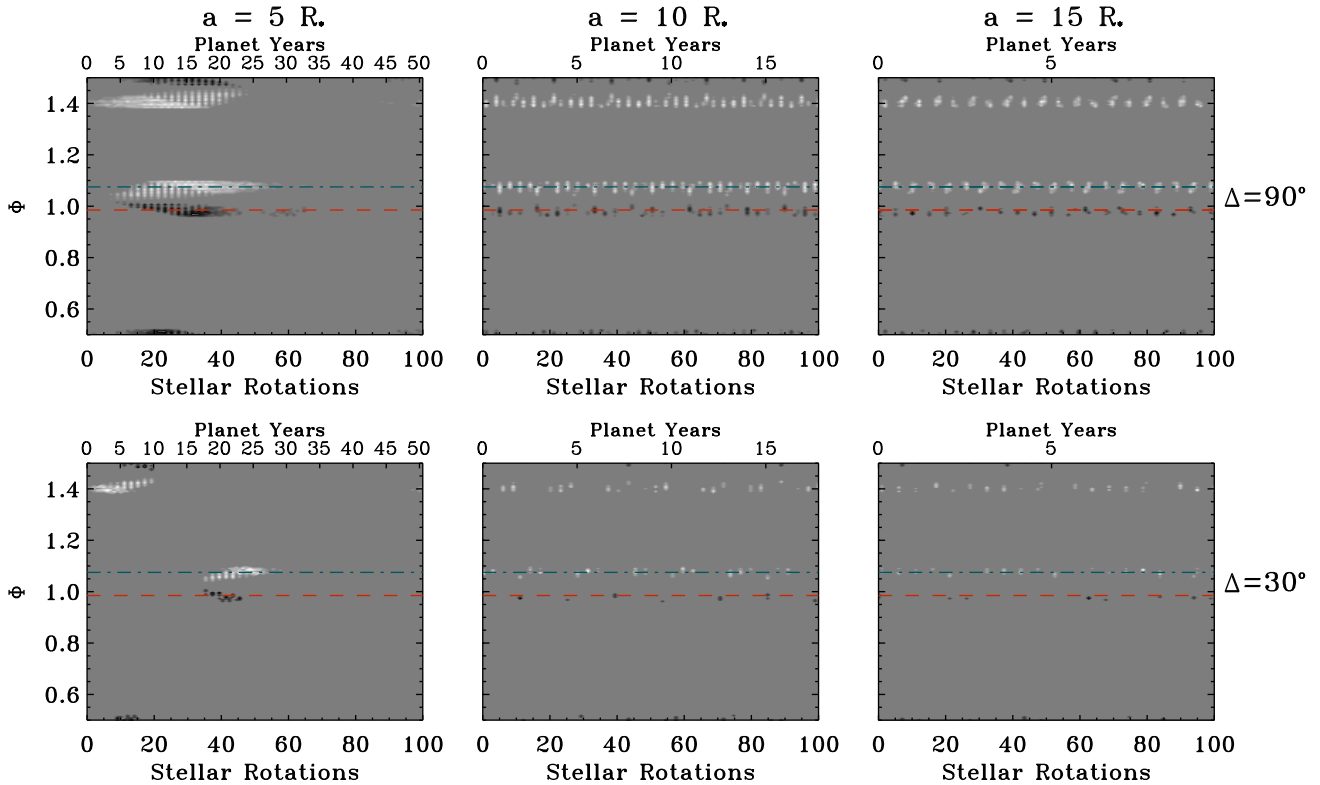 a = 5 R* a = 10 R* a = 15 R*
Planet Years Planet Years Planet Years
0 5 10 15 20 25 30 35 40 45 50 0 5 10 15 0 5
1.4
1.2
Φ 1.0 Δ=90°
0.8
0.6
0 20 40 60 80 100 0 20 40 60 80 100 0 20 40 60 80 100
Stellar Rotations Stellar Rotations Stellar Rotations
Planet Years Planet Years Planet Years
0 5 10 15 20 25 30 35 40 45 50 0 5 10 15 0 5
1.4
1.2
Φ 1.0 Δ=30°
0.8
0.6
0 20 40 60 80 100 0 20 40 60 80 100 0 20 40 60 80 100
Stellar Rotations Stellar Rotations Stellar Rotations